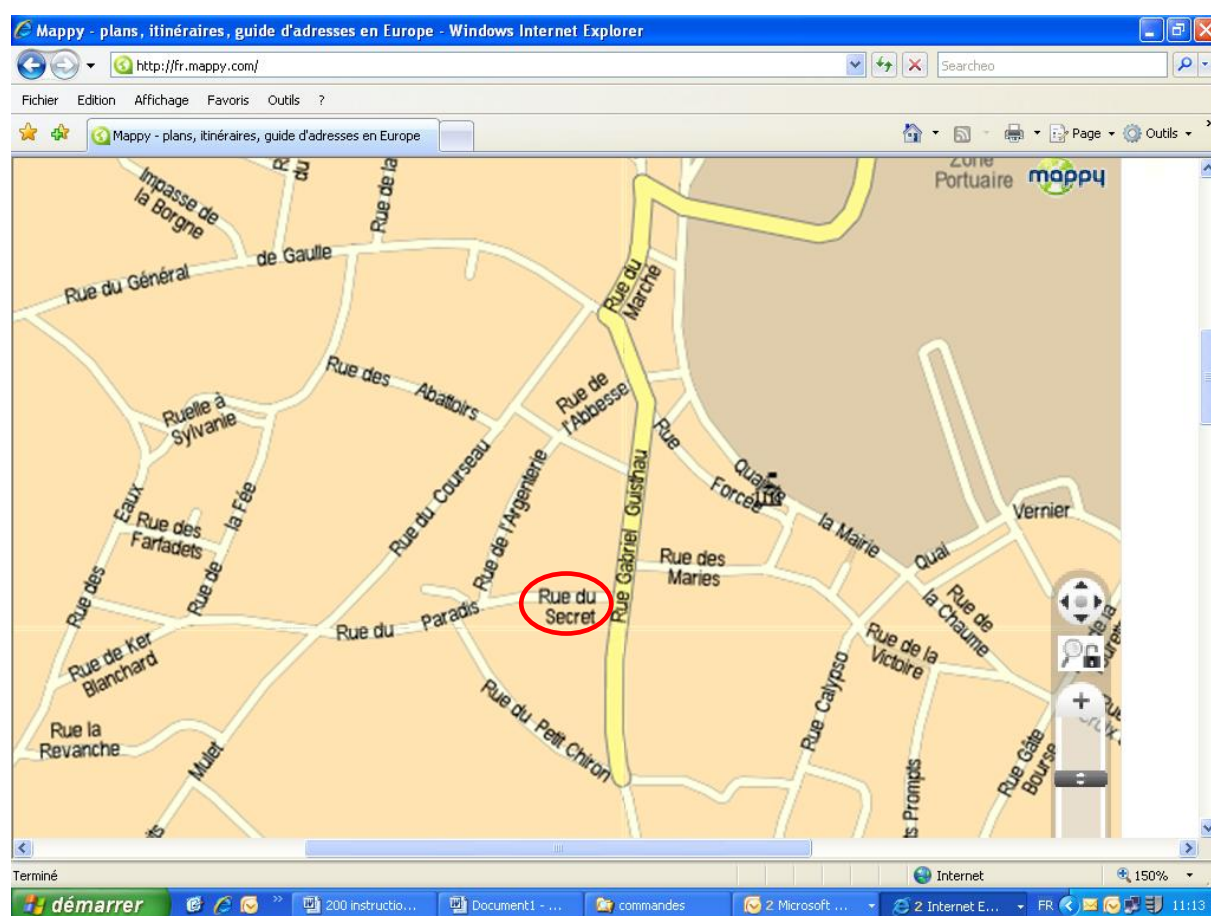 Mappy - plans, itinéraires, guide d'adresses en Europe - Windows Internet Explorer
http://fr.mappy.com/
Searcheo
Fichier Edition Affichage Favoris Outils ?
Mappy - plans, itinéraires, guide d'adresses en Europe
Page
Outils
Zone
Portuaire
mappy
Impasse de
la Borgne
du
Rue de la
Rue du Général de Gaulle
Rue du
Marché
Rue des Abattoirs
Rue de
l'Abbesse
Ruelle à
Sylvanie
Rue Forcée
Quai de la Mairie
Quai Vernier
Rue du Courseau
Rue de l'Argenterie
Rue Gabriel Guisthau
Rue des Eaux
Rue des
Farfadets
Rue de la Fée
Rue des
Maries
Rue du
Secret
Rue du Paradis
Rue de
la Chaume
Rue de la
Victoire
Rue de Ker
Blanchard
Rue la
Revanche
Mulet
Rue du Petit Chiron
Rue Calypso
Rue Gâte
Bourse
Prompts
Terminé
Internet
150%
démarrer
200 instructio...
Document1 - ...
commandes
2 Microsoft ...
2 Internet E...
FR
11:13